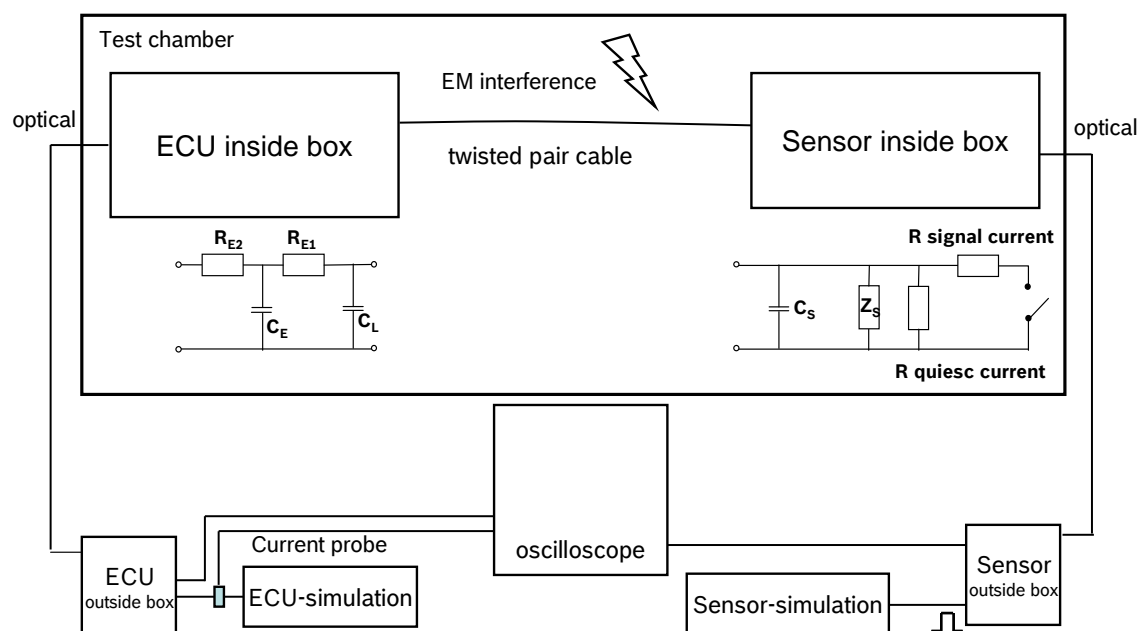 Test chamber
EM interference
optical
ECU inside box
Sensor inside box
optical
twisted pair cable
RE2
RE1
CE
CL
R signal current
CS
ZS
R quiesc current
oscilloscope
Current probe
ECU
outside box
ECU-simulation
Sensor-simulation
Sensor
outside box